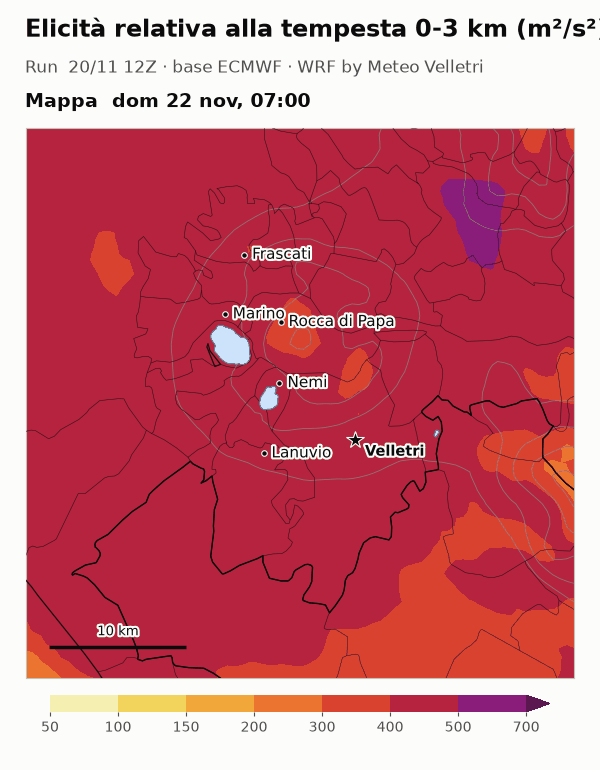 Elicità relativa alla tempesta 0-3 km (m²/s²)
Run  20/11 12Z · base ECMWF · WRF by Meteo Velletri
Mappa  dom 22 nov, 07:00
Frascati
Marino
Rocca di Papa
Nemi
Velletri
Lanuvio
10 km
50 100 150 200 300 400 500 700